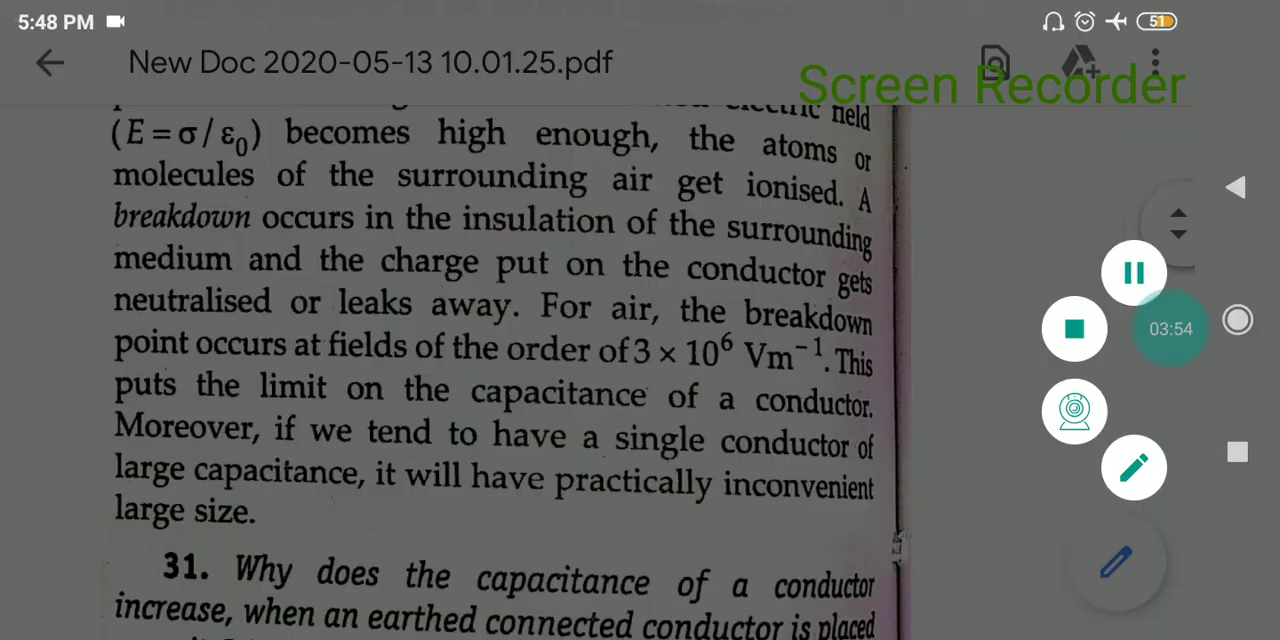 5:48 PM
51
New Doc 2020-05-13 10.01.25.pdf
Screen Recorder
electric field
(E = σ / ε₀) becomes high enough, the atoms or
molecules of the surrounding air get ionised. A
breakdown occurs in the insulation of the surrounding
medium and the charge put on the conductor gets
neutralised or leaks away. For air, the breakdown
point occurs at fields of the order of 3 × 10⁶ Vm⁻¹. This
puts the limit on the capacitance of a conductor.
Moreover, if we tend to have a single conductor of
large capacitance, it will have practically inconvenient
large size.
31. Why does the capacitance of a conductor
increase, when an earthed connected conductor is placed
03:54